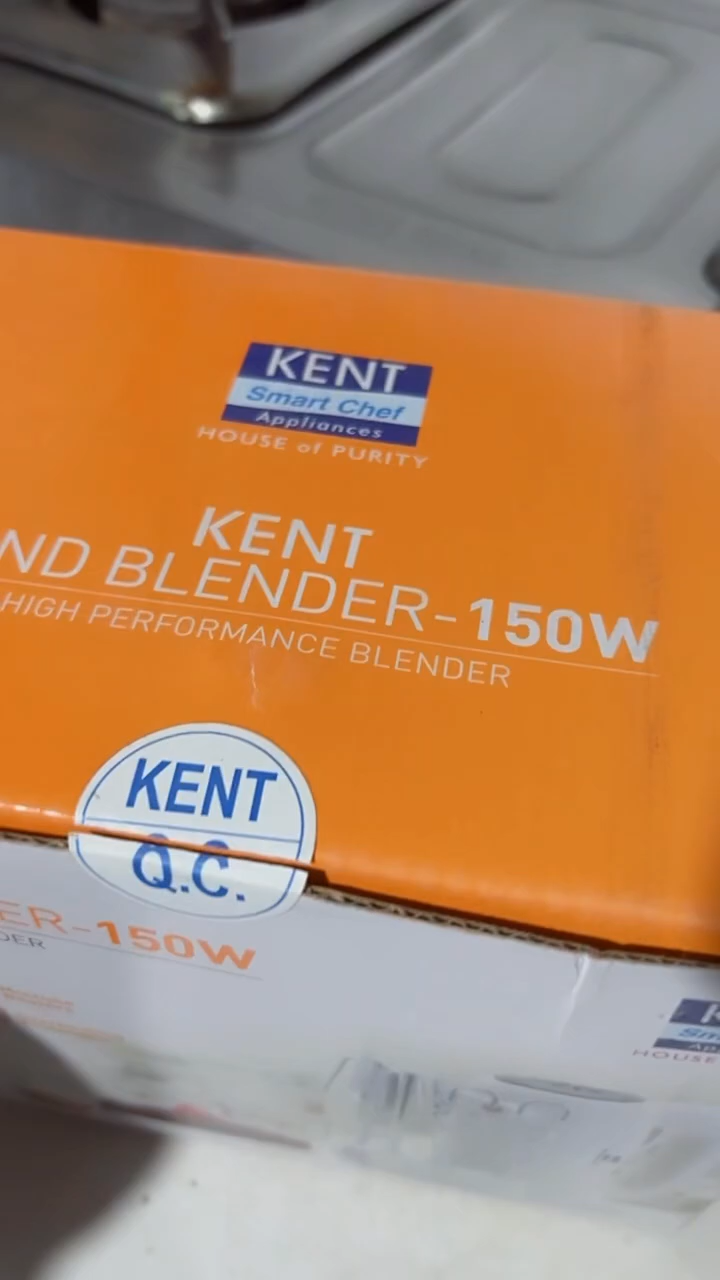 KENT
Smart Chef
Appliances
HOUSE of PURITY
KENT
ND BLENDER-150W
HIGH PERFORMANCE BLENDER
KENT
Q.C.
ER-150W
DER
HOUSE